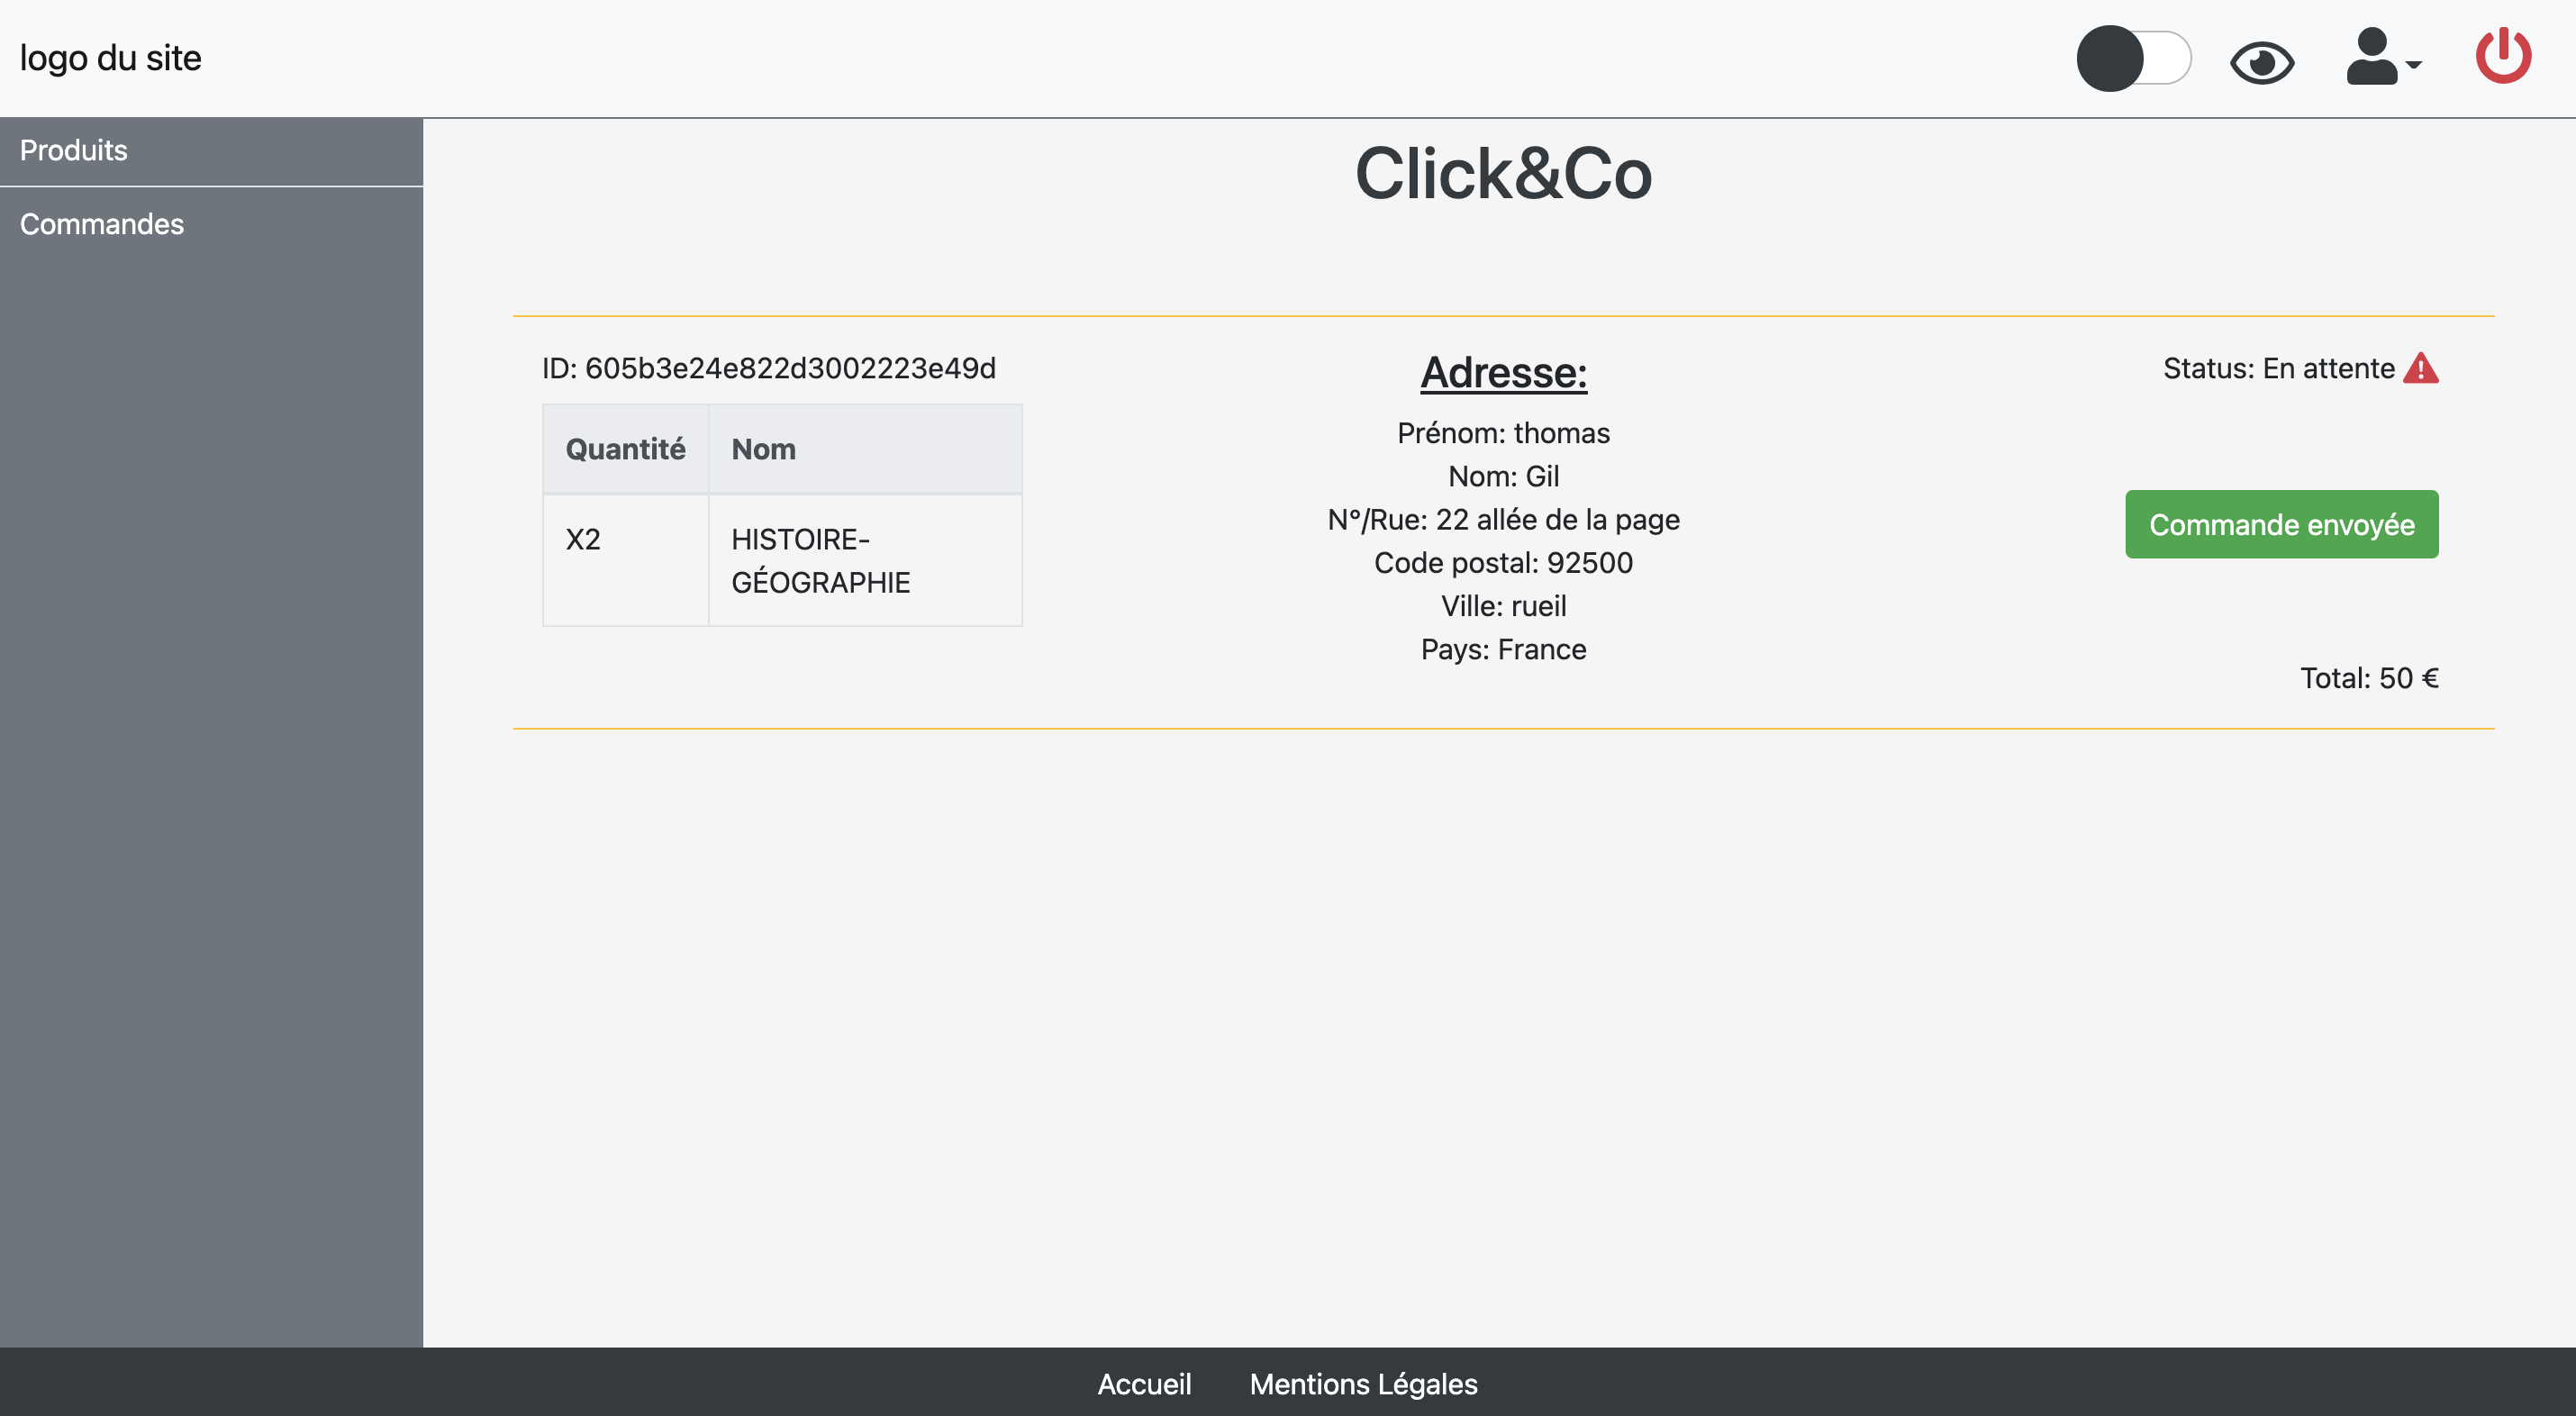 logo du site
Produits
Commandes
Click&Co
ID: 605b3e24e822d3002223e49d
Quantité Nom
X2 HISTOIRE-
GÉOGRAPHIE
Adresse:
Prénom: thomas
Nom: Gil
N°/Rue: 22 allée de la page
Code postal: 92500
Ville: rueil
Pays: France
Status: En attente
Commande envoyée
Total: 50 €
Accueil Mentions Légales